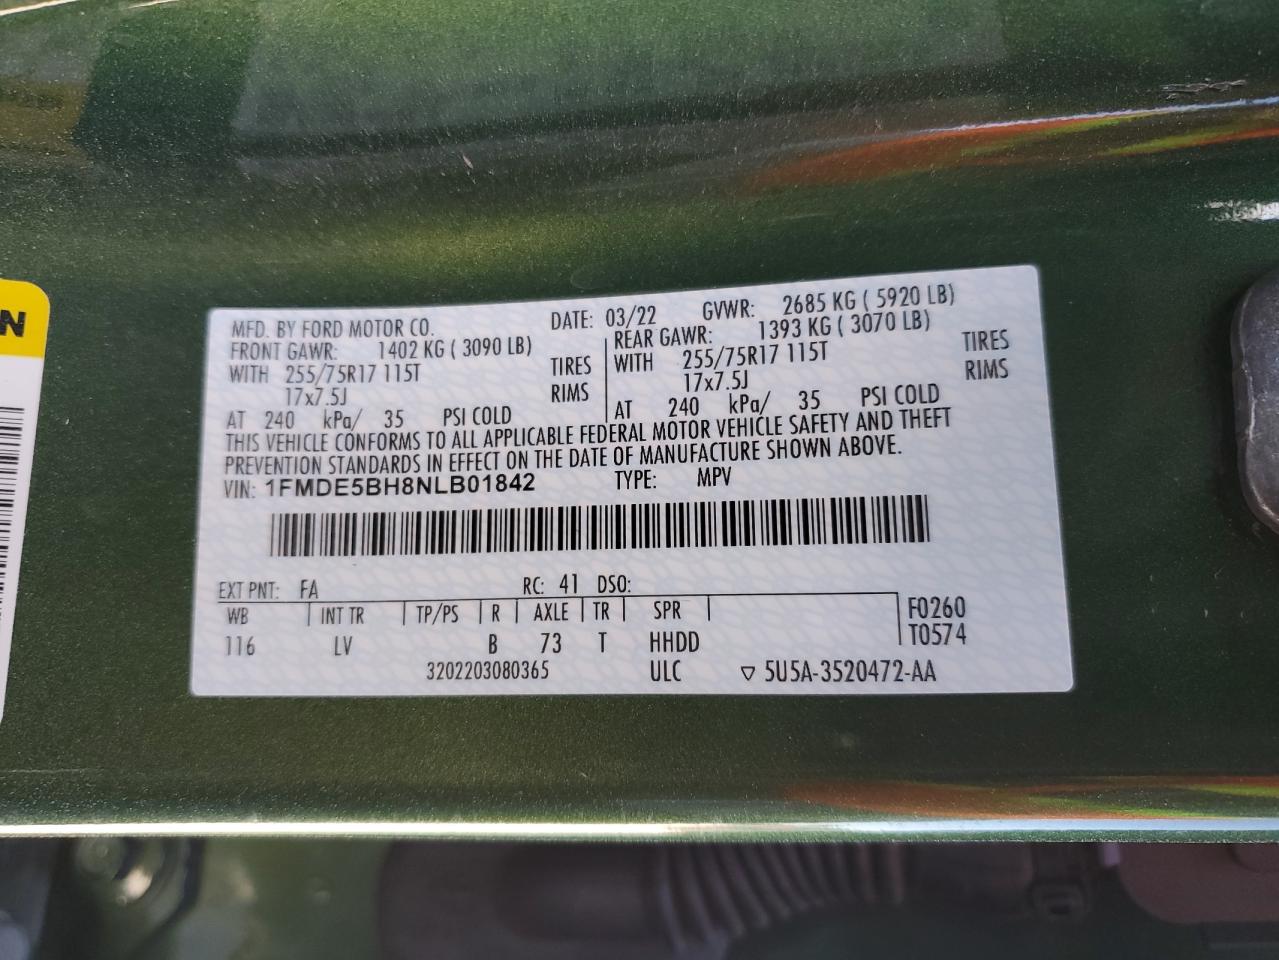 N
MFD. BY FORD MOTOR CO. DATE: 03/22 GVWR: 2685 KG ( 5920 LB)
FRONT GAWR: 1402 KG ( 3090 LB) REAR GAWR: 1393 KG ( 3070 LB)
WITH 255/75R17 115T TIRES WITH 255/75R17 115T TIRES
17x7.5J RIMS 17x7.5J RIMS
AT 240 kPa/ 35 PSI COLD AT 240 kPa/ 35 PSI COLD
THIS VEHICLE CONFORMS TO ALL APPLICABLE FEDERAL MOTOR VEHICLE SAFETY AND THEFT
PREVENTION STANDARDS IN EFFECT ON THE DATE OF MANUFACTURE SHOWN ABOVE.
VIN: 1FMDE5BH8NLB01842 TYPE: MPV
EXT PNT: FA RC: 41 DSO:
WB INT TR TP/PS R AXLE TR SPR F0260
116 LV B 73 T HHDD T0574
3202203080365 ULC ▽ 5U5A-3520472-AA